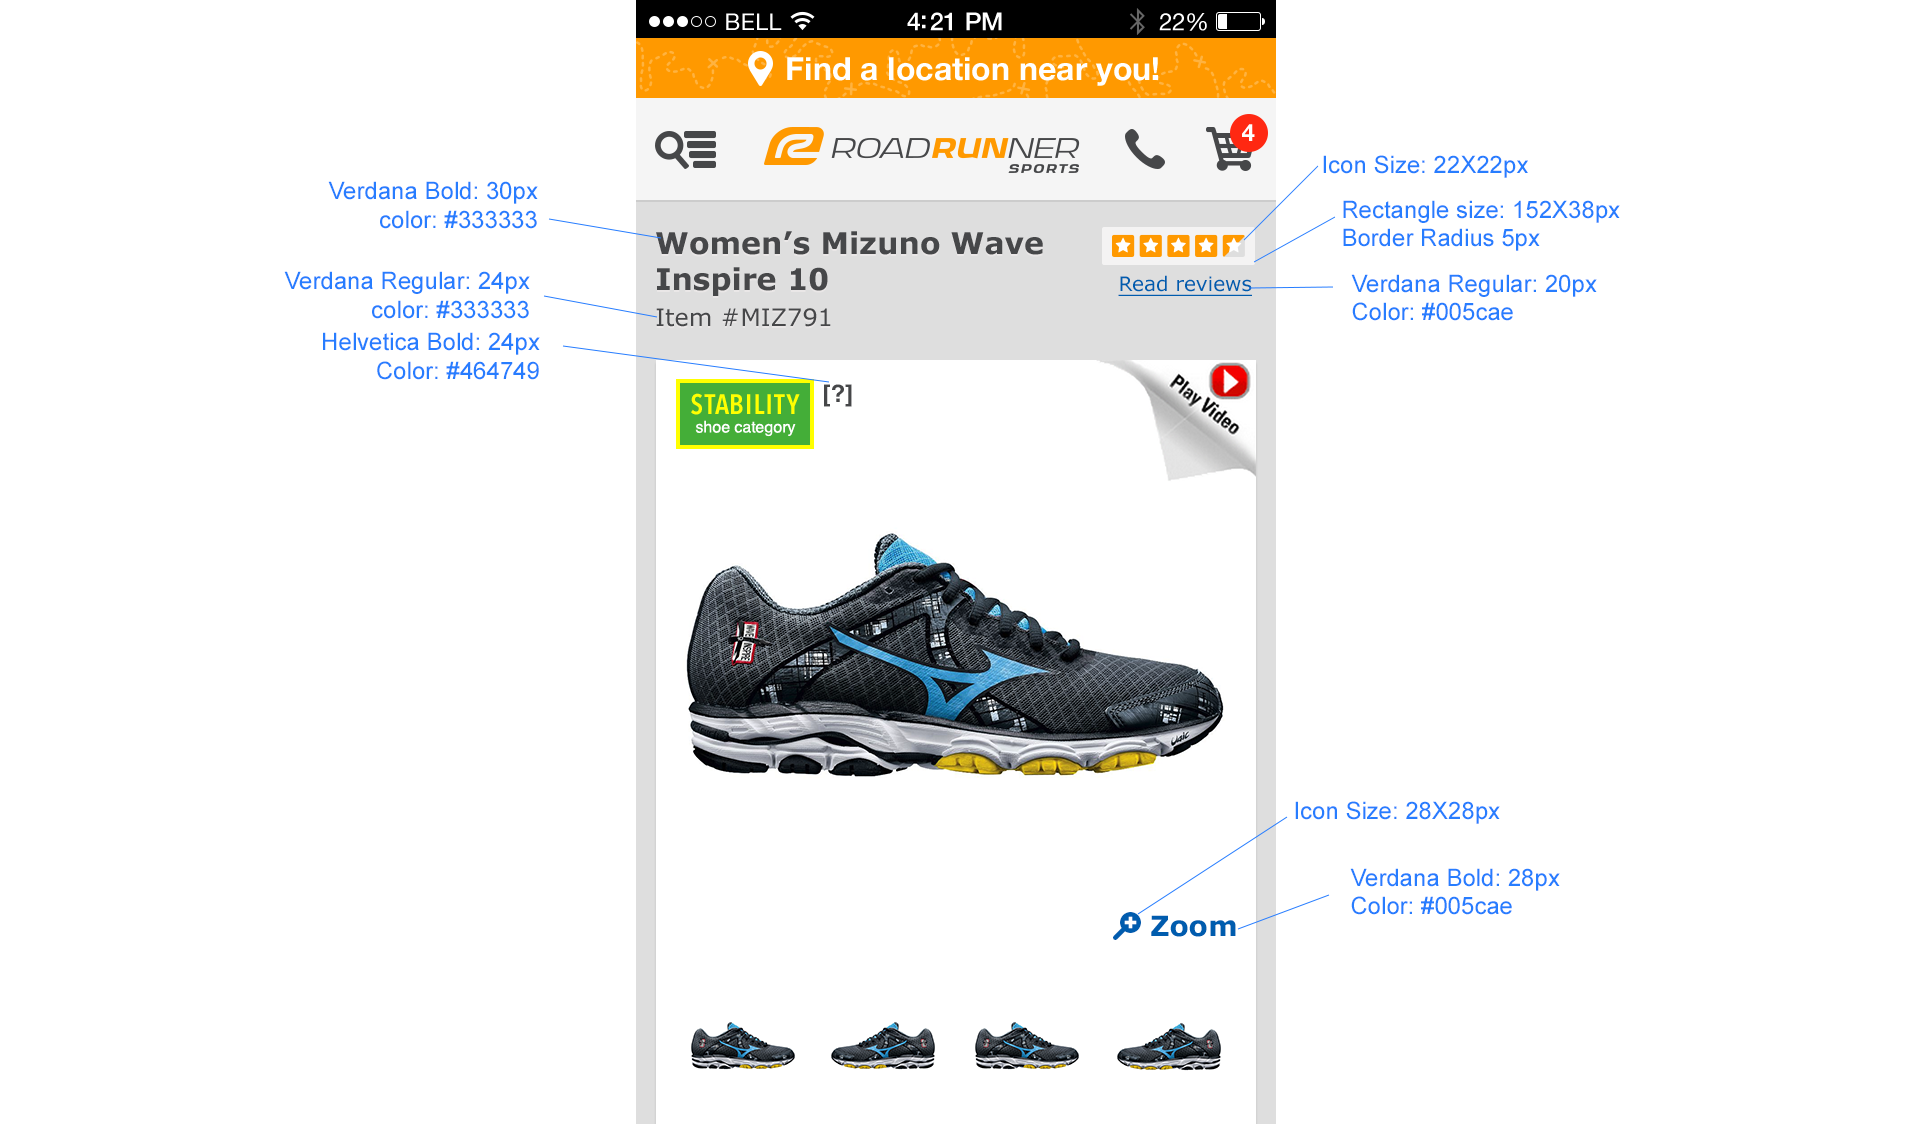 BELL 4:21 PM 22%
Find a location near you!
ROADRUNNER
SPORTS
4
Icon Size: 22X22px
Verdana Bold: 30px
color: #333333
Rectangle size: 152X38px
Border Radius 5px
Women’s Mizuno Wave
Inspire 10
Item #MIZ791
Read reviews
Verdana Regular: 24px
color: #333333
Verdana Regular: 20px
Color: #005cae
Helvetica Bold: 24px
Color: #464749
STABILITY
shoe category
[?]
Play Video
Icon Size: 28X28px
Verdana Bold: 28px
Color: #005cae
Zoom